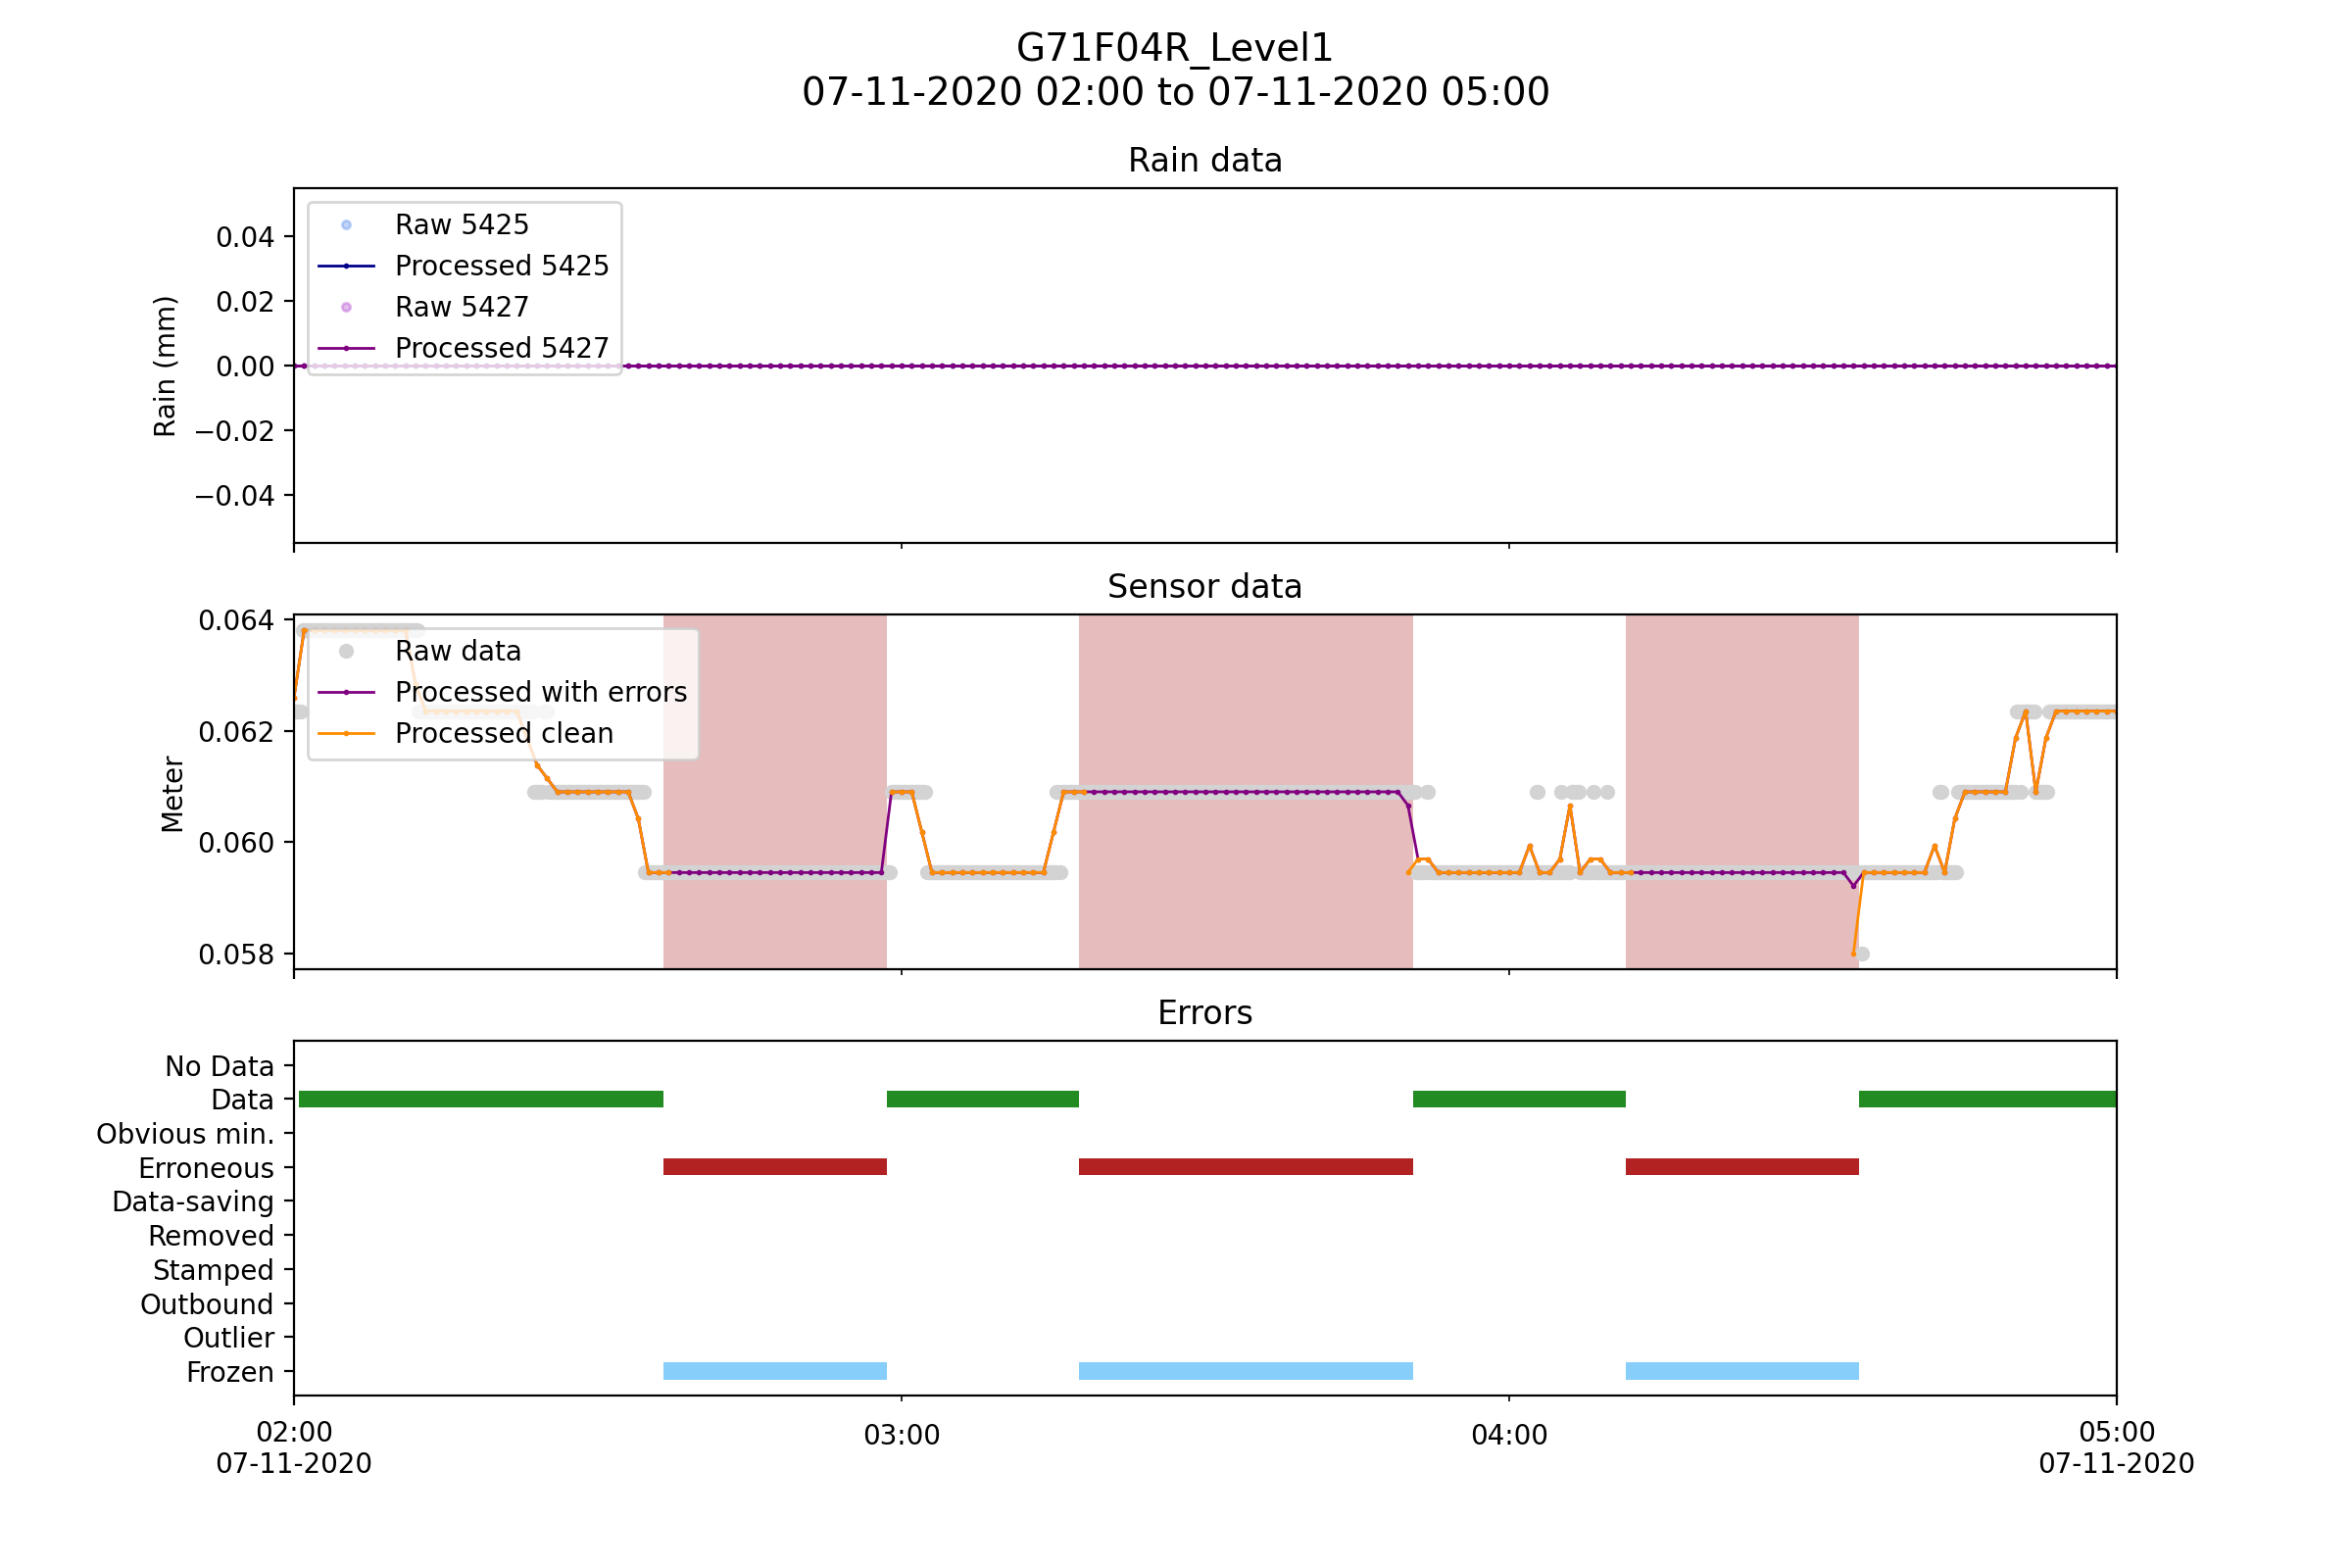 G71F04R_Level1
07-11-2020 02:00 to 07-11-2020 05:00
Rain data
Rain (mm)
0.04
0.02
0.00
−0.02
−0.04
Raw 5425
Processed 5425
Raw 5427
Processed 5427
Sensor data
Meter
0.064
0.062
0.060
0.058
Raw data
Processed with errors
Processed clean
Errors
No Data
Data
Obvious min.
Erroneous
Data-saving
Removed
Stamped
Outbound
Outlier
Frozen
02:00
07-11-2020
03:00
04:00
05:00
07-11-2020